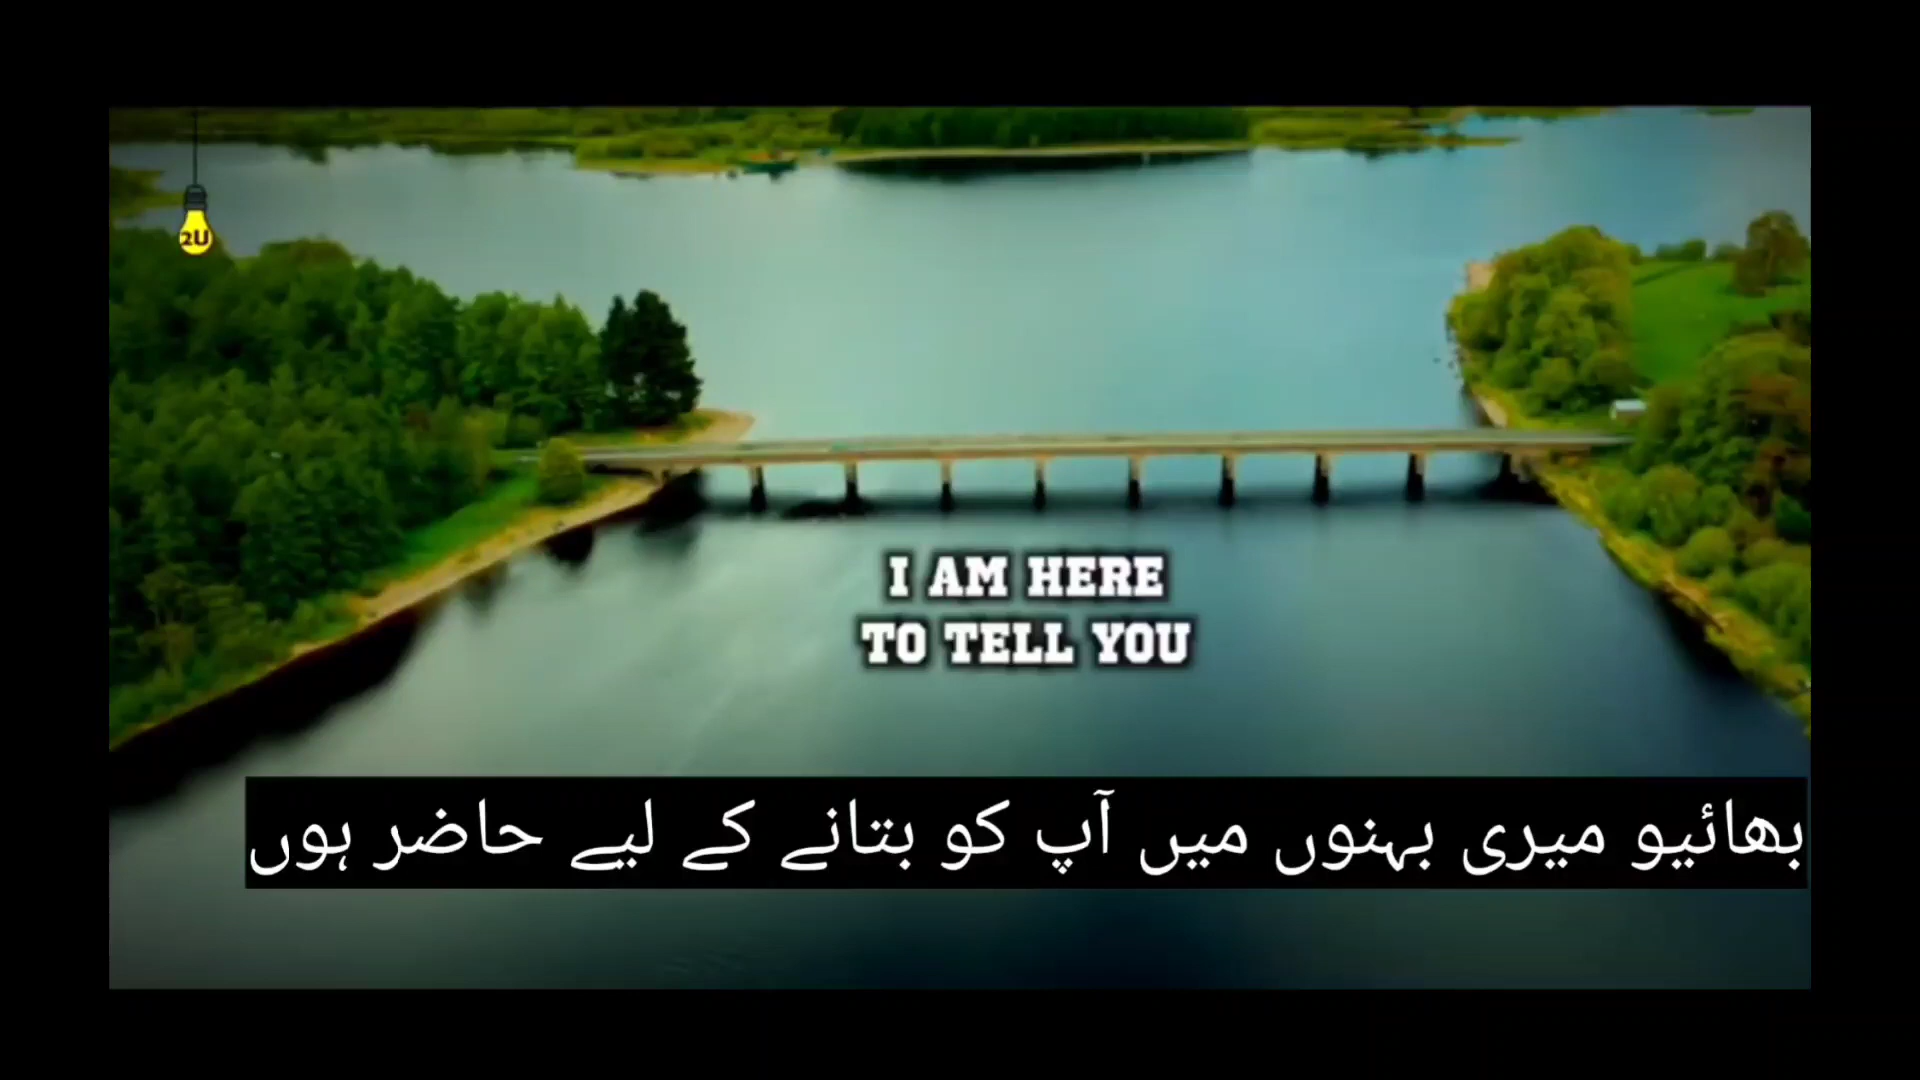 2U
I AM HERE
TO TELL YOU
بھائیو میری بہنوں میں آپ کو بتانے کے لیے حاضر ہوں